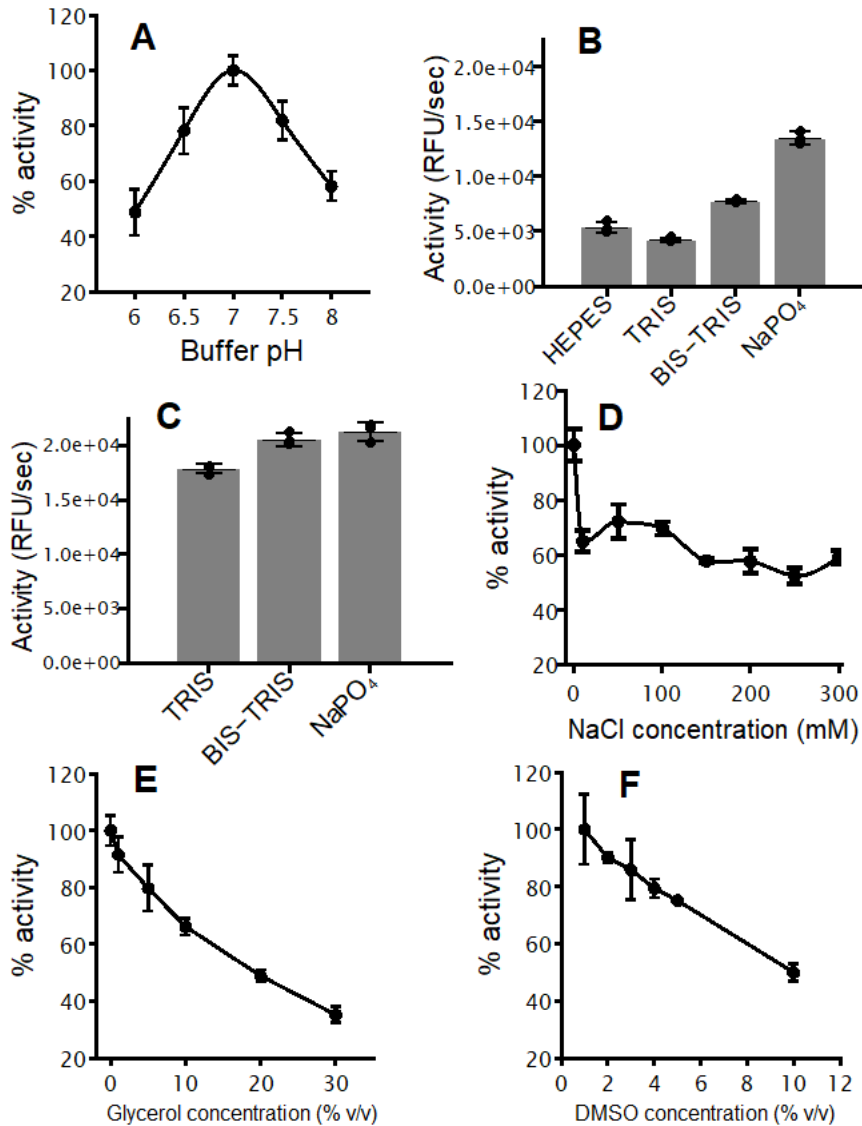 A
% activity
120
100
80
60
40
20
6
6.5
7
7.5
8
Buffer pH
B
Activity (RFU/sec)
2.0e+04
1.5e+04
1.0e+04
5.0e+03
0.0e+00
HEPES
TRIS
BIS−TRIS
NaPO₄
C
Activity (RFU/sec)
2.0e+04
1.5e+04
1.0e+04
5.0e+03
0.0e+00
TRIS
BIS−TRIS
NaPO₄
D
% activity
120
100
80
60
40
20
0
100
200
300
NaCl concentration (mM)
E
% activity
120
100
80
60
40
20
0
10
20
30
Glycerol concentration (% v/v)
F
% activity
120
100
80
60
40
20
0
2
4
6
8
10
12
DMSO concentration (% v/v)